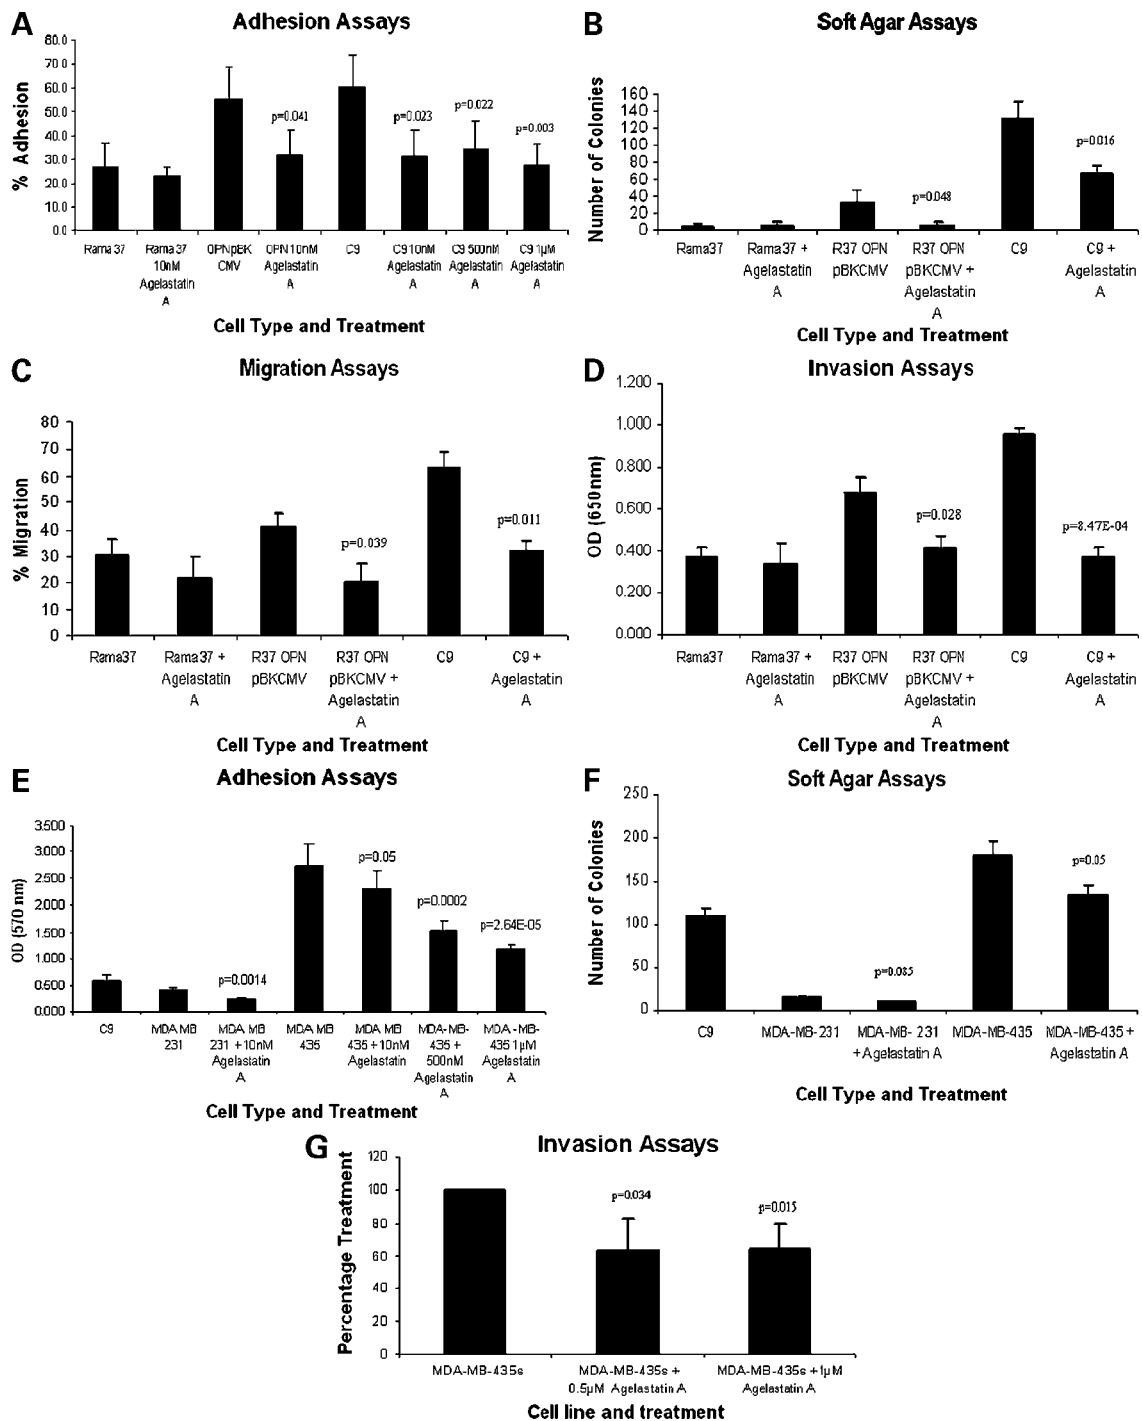 A
Adhesion Assays
80.0
70.0
60.0
50.0
40.0
30.0
20.0
10.0
0.0
% Adhesion
p=0.041
p=0.023
p=0.022
p=0.003
Rama 37
Rama 37
10nM
Agelastatin
A
OPNpBK
CMV
OPN 10nM
Agelastatin
A
C9
C9 10nM
Agelastatin
A
C9 500nM
Agelastatin
A
C9 1µM
Agelastatin
A
Cell Type and Treatment
B
Soft Agar Assays
160
140
120
100
80
60
40
20
0
Number of Colonies
p=0.048
p=0.016
Rama37
Rama37 +
Agelastatin
A
R37 OPN
pBKCMV
R37 OPN
pBKCMV +
Agelastatin
A
C9
C9 +
Agelastatin
A
Cell Type and Treatment
C
Migration Assays
80
70
60
50
40
30
20
10
0
% Migration
p=0.039
p=0.011
Rama37
Rama37 +
Agelastatin
A
R37 OPN
pBKCMV
R37 OPN
pBKCMV +
Agelastatin
A
C9
C9 +
Agelastatin
A
Cell Type and Treatment
D
Invasion Assays
1.200
1.000
0.800
0.600
0.400
0.200
0.000
OD (650nm)
p=0.028
p=8.47E-04
Rama37
Rama37 +
Agelastatin
A
R37 OPN
pBKCMV
R37 OPN
pBKCMV +
Agelastatin
A
C9
C9 +
Agelastatin
A
Cell Type and Treatment
E
Adhesion Assays
3.500
3.000
2.500
2.000
1.500
1.000
0.500
0.000
OD (570 nm)
p=0.0014
p=0.05
p=0.0002
p=2.64E-05
C9
MDA MB
231
MDA MB
231 +10nM
Agelastatin
A
MDA MB
435
MDA MB
435 +10nM
Agelastatin
MDA-MB-
435 +
500nM
Agelastatin
A
MDA -MB-
435 1µM
Agelastatin
A
Cell Type and Treatment
F
Soft Agar Assays
250
200
150
100
50
0
Number of Colonies
p=0.085
p=0.05
C9
MDA-MB-231
MDA-MB- 231
+Agelastatin A
MDA-MB-435
MDA-MB-435 +
Agelastatin A
Cell Type and Treatment
G
Invasion Assays
120
100
80
60
40
20
0
Percentage Treatment
p=0.034
p=0.015
MDA-MB-435s
MDA-MB-435s +
0.5µM Agelastatin A
MDA-MB-435s +1µM
Agelastatin A
Cell line and treatment